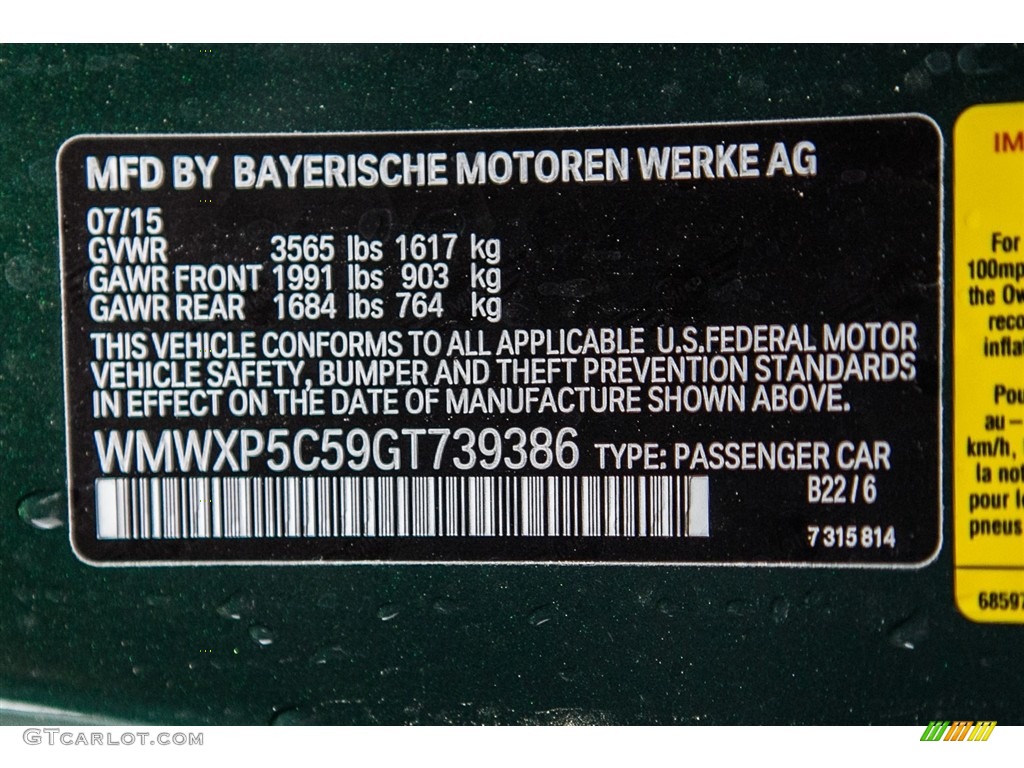 MFD BY BAYERISCHE MOTOREN WERKE AG
07/15
GVWR 3565 lbs 1617 kg
GAWR FRONT 1991 lbs 903 kg
GAWR REAR 1684 lbs 764 kg
THIS VEHICLE CONFORMS TO ALL APPLICABLE U.S.FEDERAL MOTOR
VEHICLE SAFETY, BUMPER AND THEFT PREVENTION STANDARDS
IN EFFECT ON THE DATE OF MANUFACTURE SHOWN ABOVE.
WMWXP5C59GT739386 TYPE: PASSENGER CAR
B22/6
7 315 814
IM
For
100mp
the Ow
reco
infla
Pou
au –
km/h,
la not
pour le
pneus
68597
GTCARLOT.COM